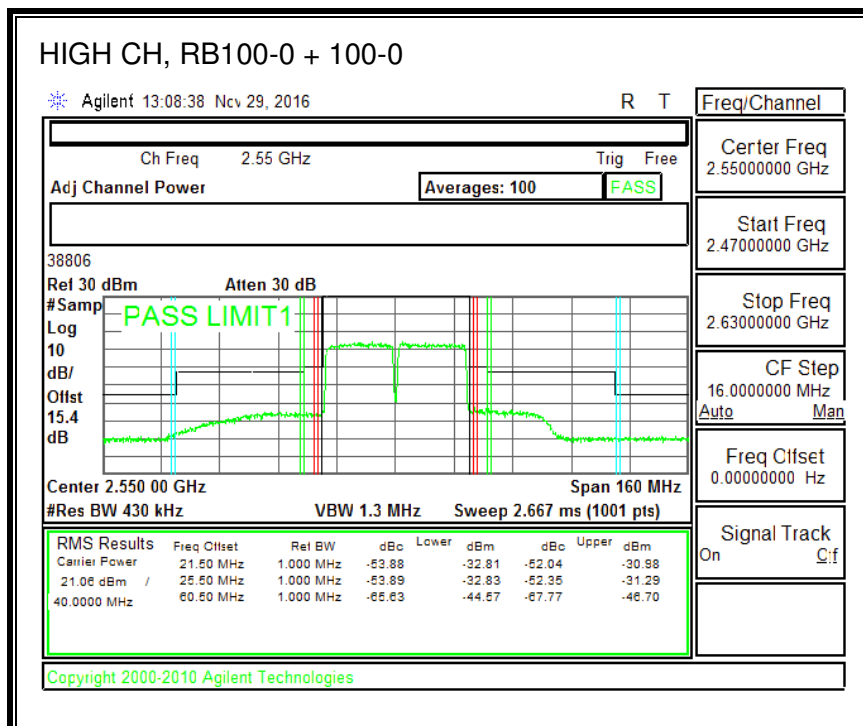 HIGH CH, RB100-0 + 100-0
Agilent 13:08:38 Nov 29, 2016 R T
Ch Freq 2.55 GHz Trig Free
Adj Channel Power Averages: 100 PASS
38806
Ref 30 dBm Atten 30 dB
#Samp
Log
10
dB/
Offst
15.4
dB
PASS LIMIT1
Center 2.550 00 GHz Span 160 MHz
#Res BW 430 kHz VBW 1.3 MHz Sweep 2.667 ms (1001 pts)
RMS Results Freq Offset Ref BW dBc Lower dBm dBc Upper dBm
Carrier Power 21.50 MHz 1.000 MHz -53.88 -32.81 -52.04 -30.98
21.06 dBm / 25.50 MHz 1.000 MHz -53.89 -32.83 -52.35 -31.29
40.0000 MHz 60.50 MHz 1.000 MHz -65.63 -44.57 -67.77 -46.70
Copyright 2000-2010 Agilent Technologies
Freq/Channel
Center Freq
2.55000000 GHz
Start Freq
2.47000000 GHz
Stop Freq
2.63000000 GHz
CF Step
16.0000000 MHz
Auto Man
Freq Offset
0.00000000 Hz
Signal Track
On Off